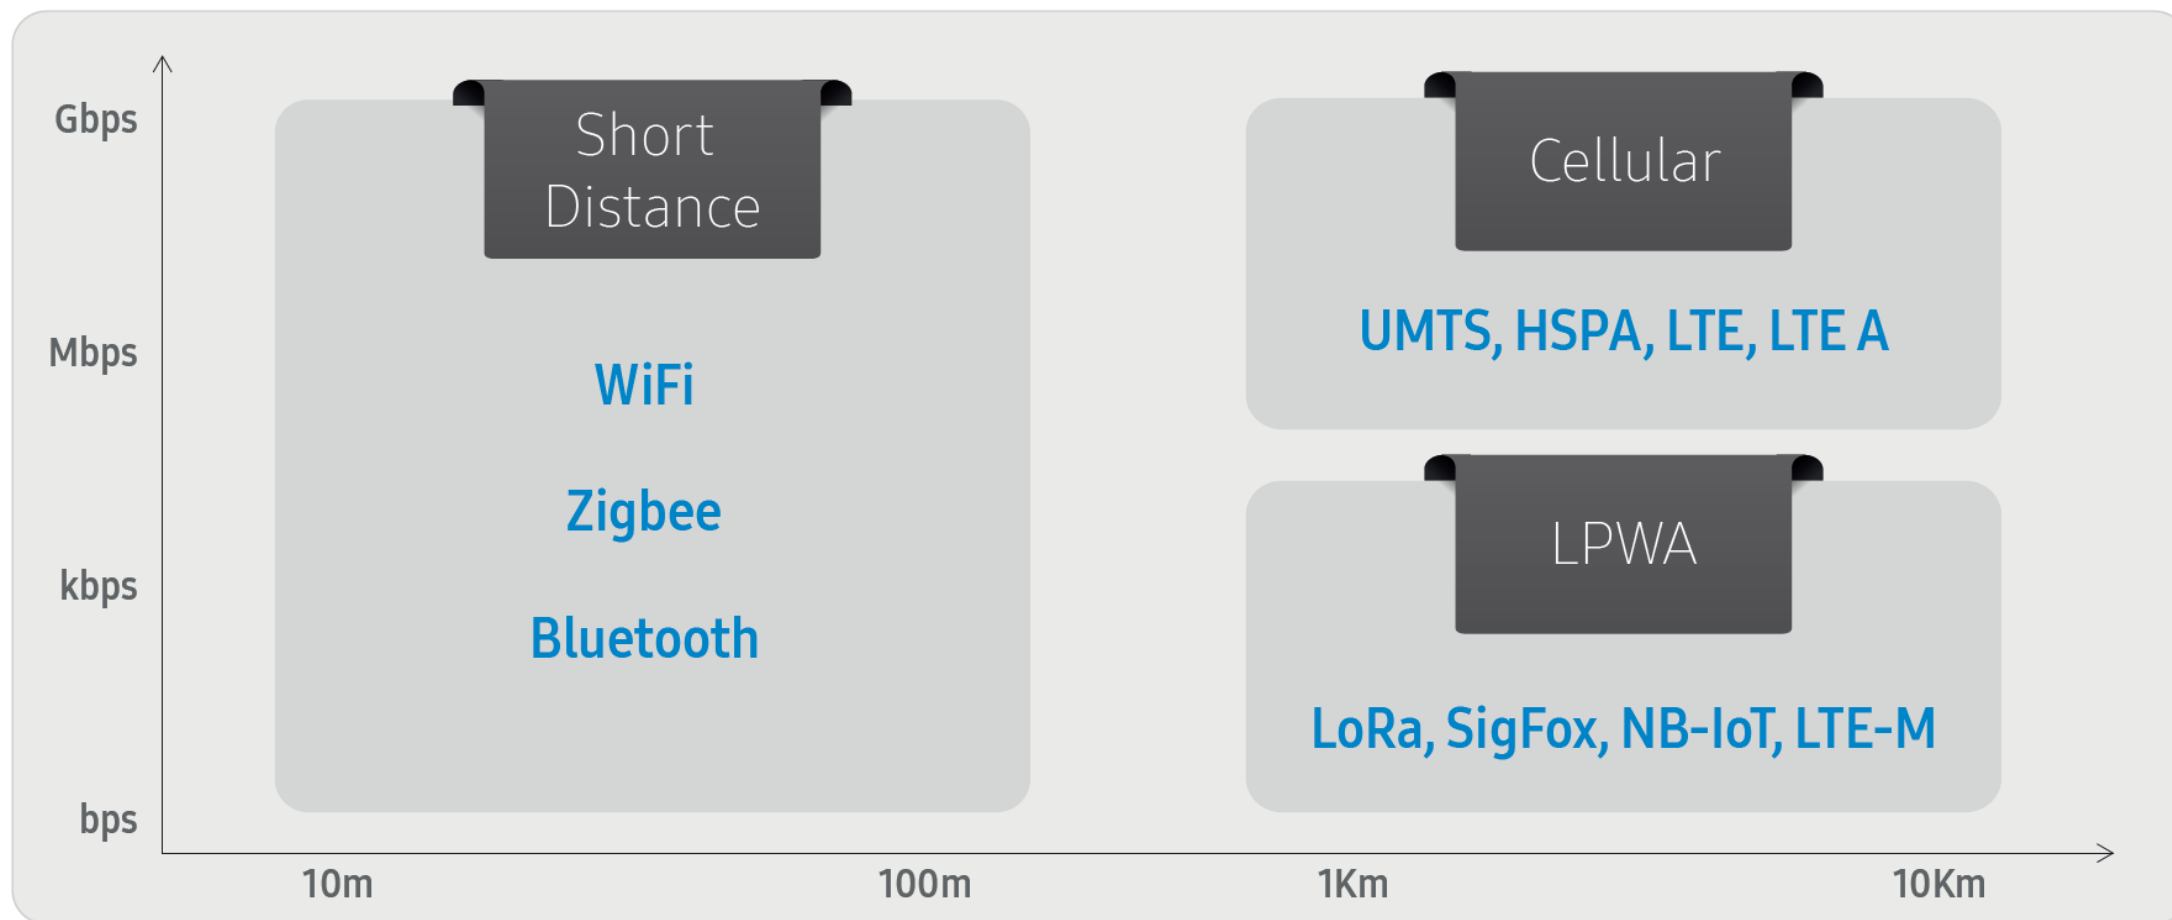 Gbps
Mbps
kbps
bps
Short
Distance
WiFi
Zigbee
Bluetooth
Cellular
UMTS, HSPA, LTE, LTE A
LPWA
LoRa, SigFox, NB-IoT, LTE-M
10m
100m
1Km
10Km